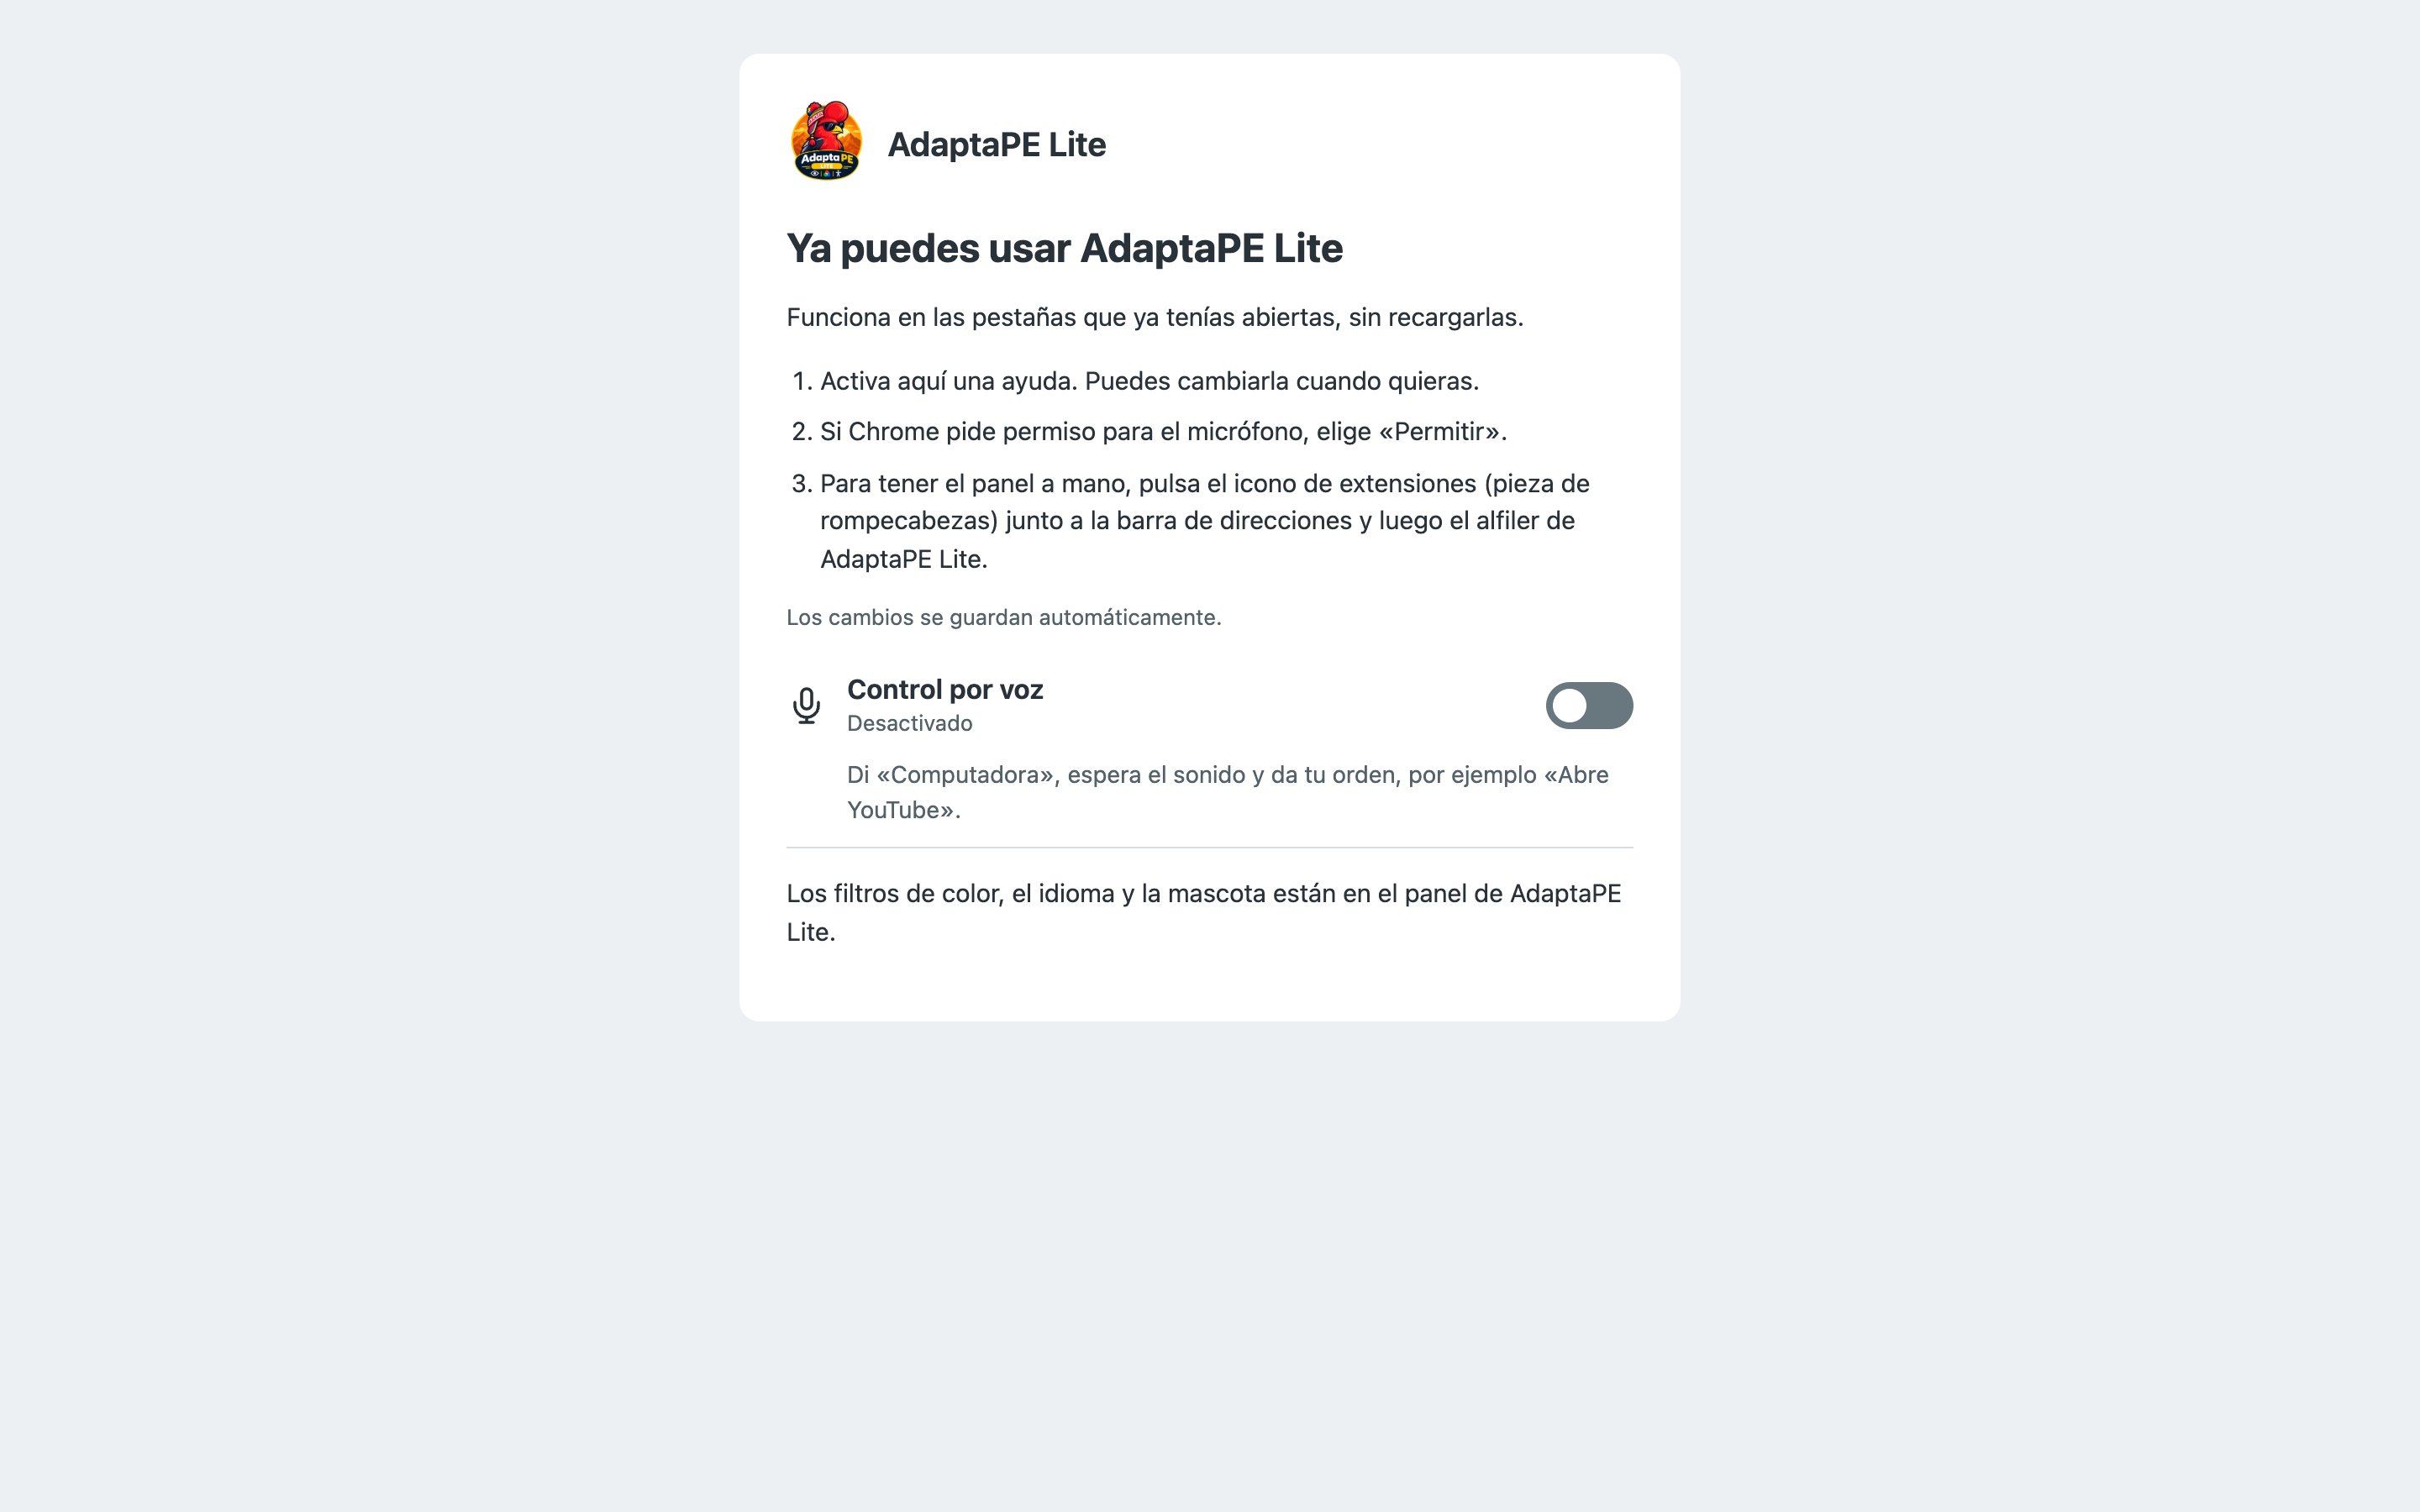 Adapta PE
AdaptaPE Lite
Ya puedes usar AdaptaPE Lite
Funciona en las pestañas que ya tenías abiertas, sin recargarlas.
1. Activa aquí una ayuda. Puedes cambiarla cuando quieras.
2. Si Chrome pide permiso para el micrófono, elige «Permitir».
3. Para tener el panel a mano, pulsa el icono de extensiones (pieza de
rompecabezas) junto a la barra de direcciones y luego el alfiler de
AdaptaPE Lite.
Los cambios se guardan automáticamente.
Control por voz
Desactivado
Di «Computadora», espera el sonido y da tu orden, por ejemplo «Abre
YouTube».
Los filtros de color, el idioma y la mascota están en el panel de AdaptaPE
Lite.